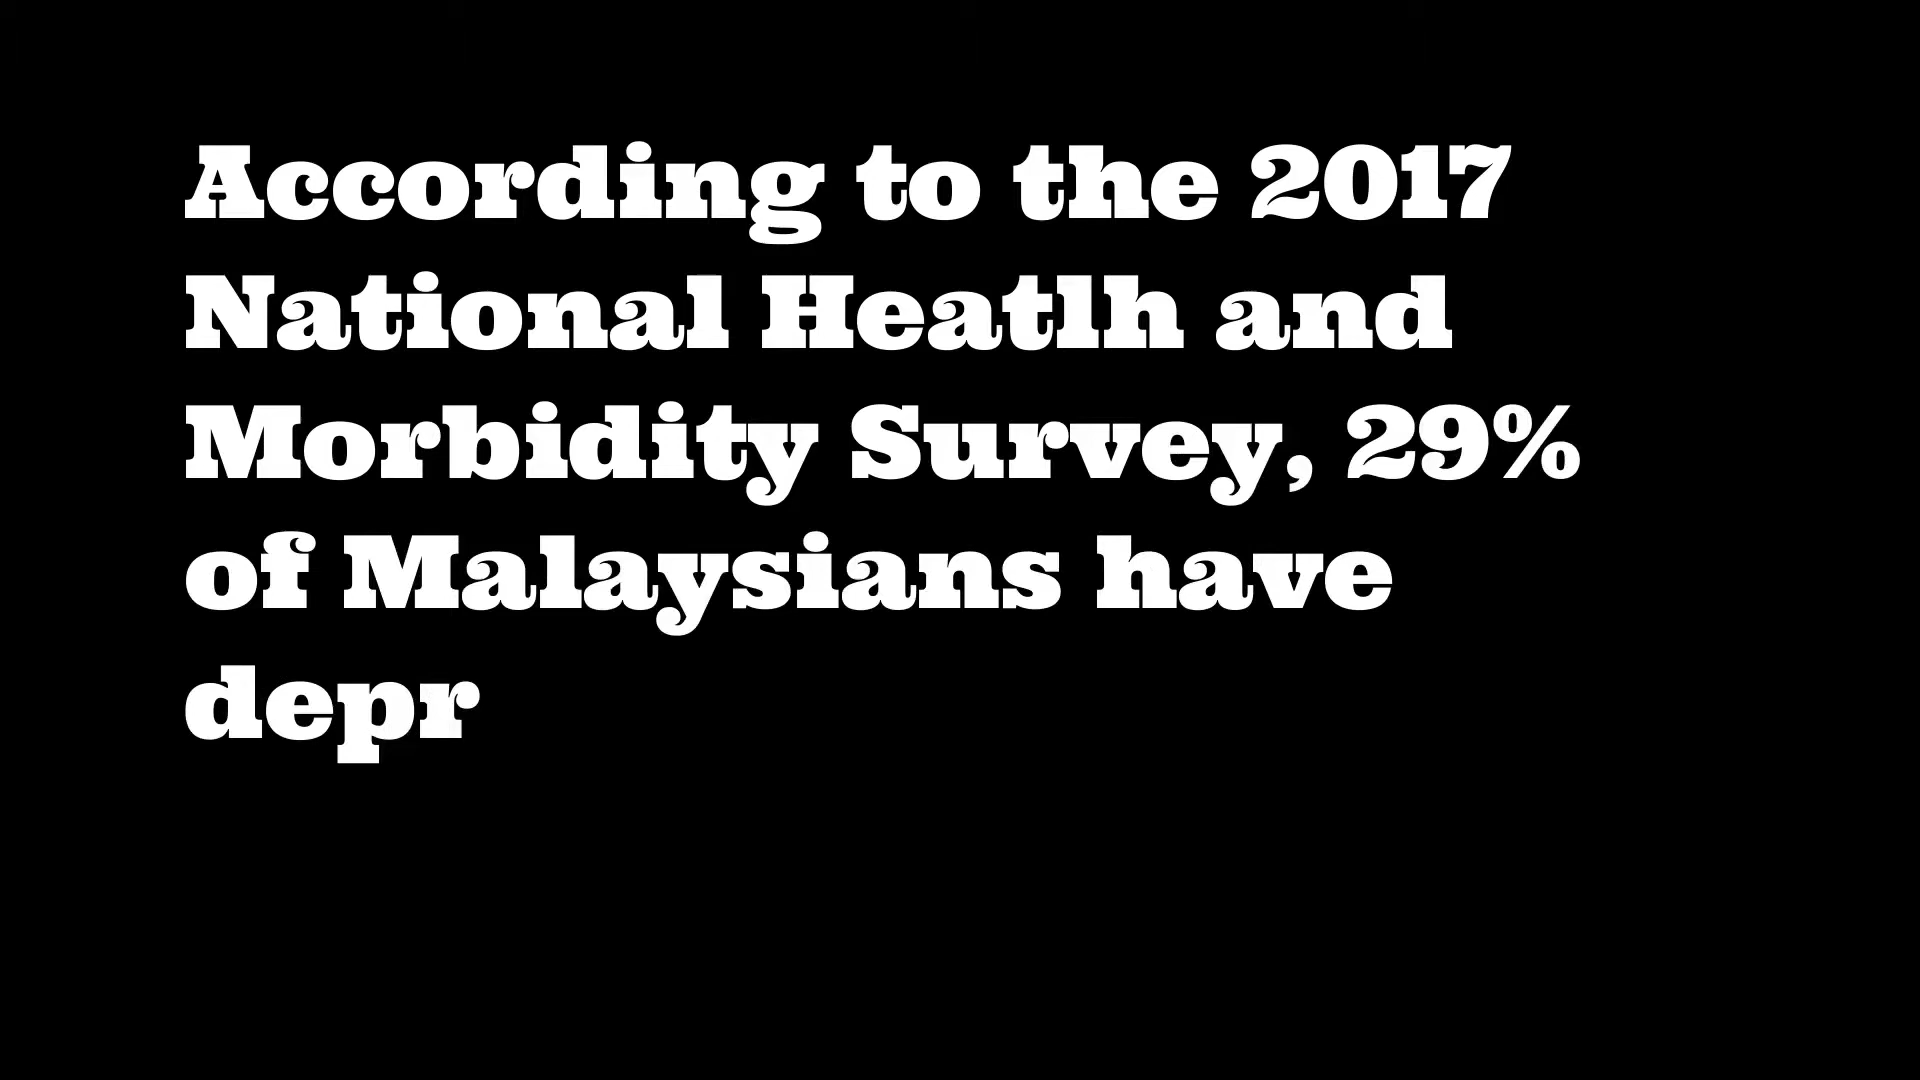 According to the 2017
National Heatlh and
Morbidity Survey, 29%
of Malaysians have
depr